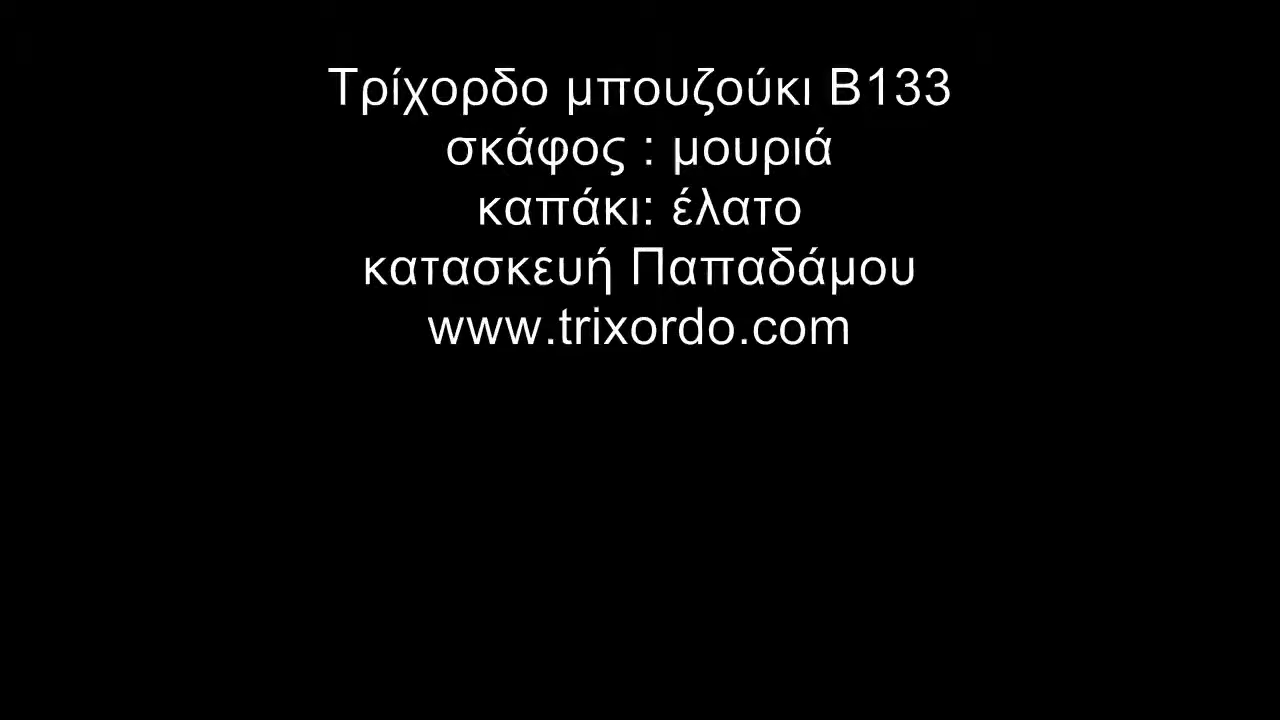 Τρίχορδο μπουζούκι Β133
σκάφος : μουριά
καπάκι: έλατο
κατασκευή Παπαδάμου
www.trixordo.com